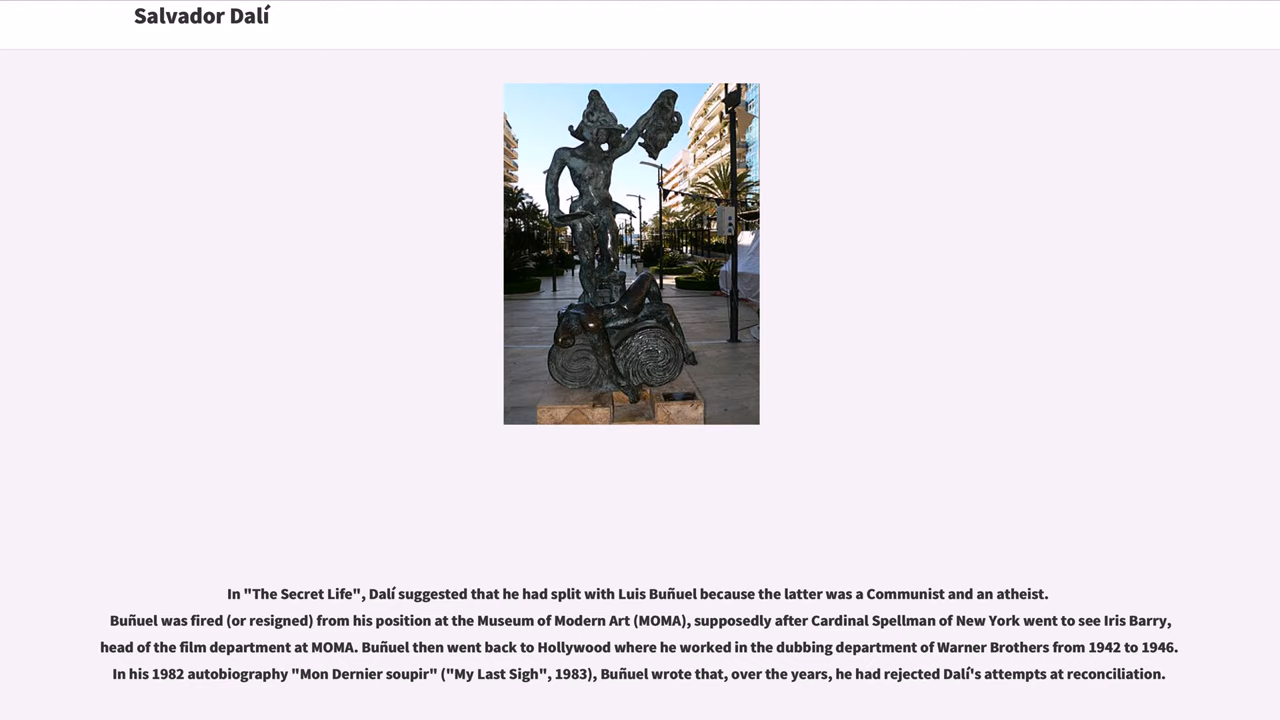 Salvador Dalí
In "The Secret Life", Dalí suggested that he had split with Luis Buñuel because the latter was a Communist and an atheist.
Buñuel was fired (or resigned) from his position at the Museum of Modern Art (MOMA), supposedly after Cardinal Spellman of New York went to see Iris Barry,
head of the film department at MOMA. Buñuel then went back to Hollywood where he worked in the dubbing department of Warner Brothers from 1942 to 1946.
In his 1982 autobiography "Mon Dernier soupir" ("My Last Sigh", 1983), Buñuel wrote that, over the years, he had rejected Dalí's attempts at reconciliation.